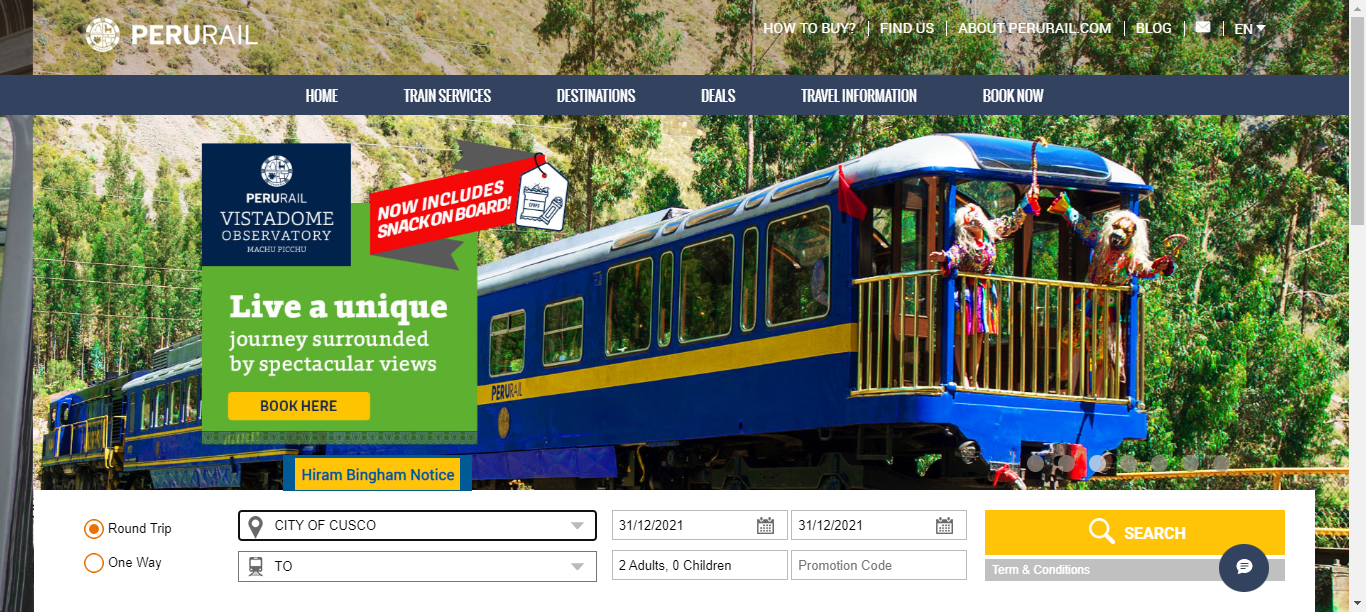 PERURAIL
HOW TO BUY?
FIND US
ABOUT PERURAIL.COM
BLOG
EN
HOME
TRAIN SERVICES
DESTINATIONS
DEALS
TRAVEL INFORMATION
BOOK NOW
PERURAIL
VISTADOME
OBSERVATORY
MACHU PICCHU
NOW INCLUDES
SNACK ON BOARD!
CHIPS
Live a unique
journey surrounded
by spectacular views
BOOK HERE
PERURAIL
Hiram Bingham Notice
Round Trip
CITY OF CUSCO
31/12/2021
31/12/2021
SEARCH
One Way
TO
2 Adults, 0 Children
Promotion Code
Term & Conditions